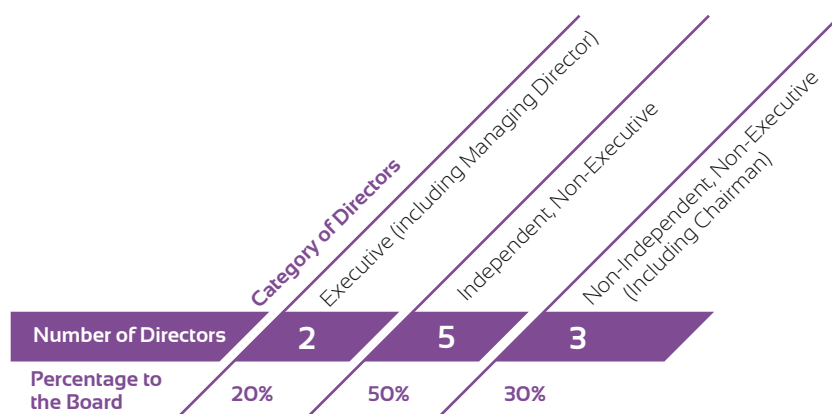 Category of Directors
Executive (including Managing Director)
Independent, Non-Executive
Non-Independent, Non-Executive
(Including Chairman)
Number of Directors 2 5 3
Percentage to
the Board 20% 50% 30%